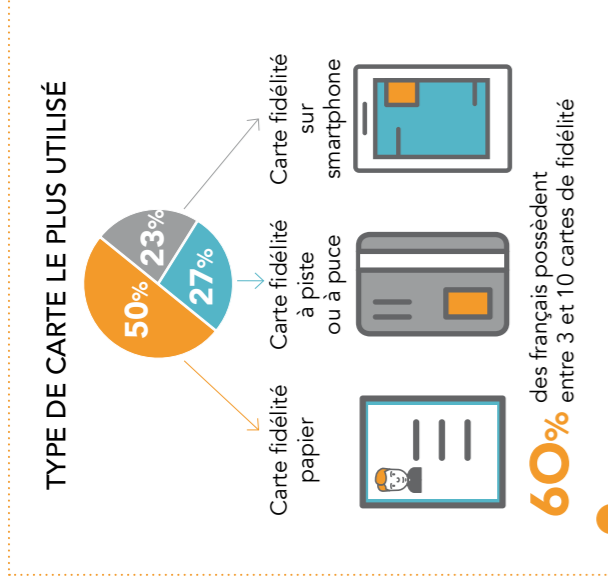 TYPE DE CARTE LE PLUS UTILISÉ
50%
23%
27%
Carte fidélité
papier
Carte fidélité
à piste
ou à puce
Carte fidélité
sur
smartphone
60%
des français possèdent
entre 3 et 10 cartes de fidélité